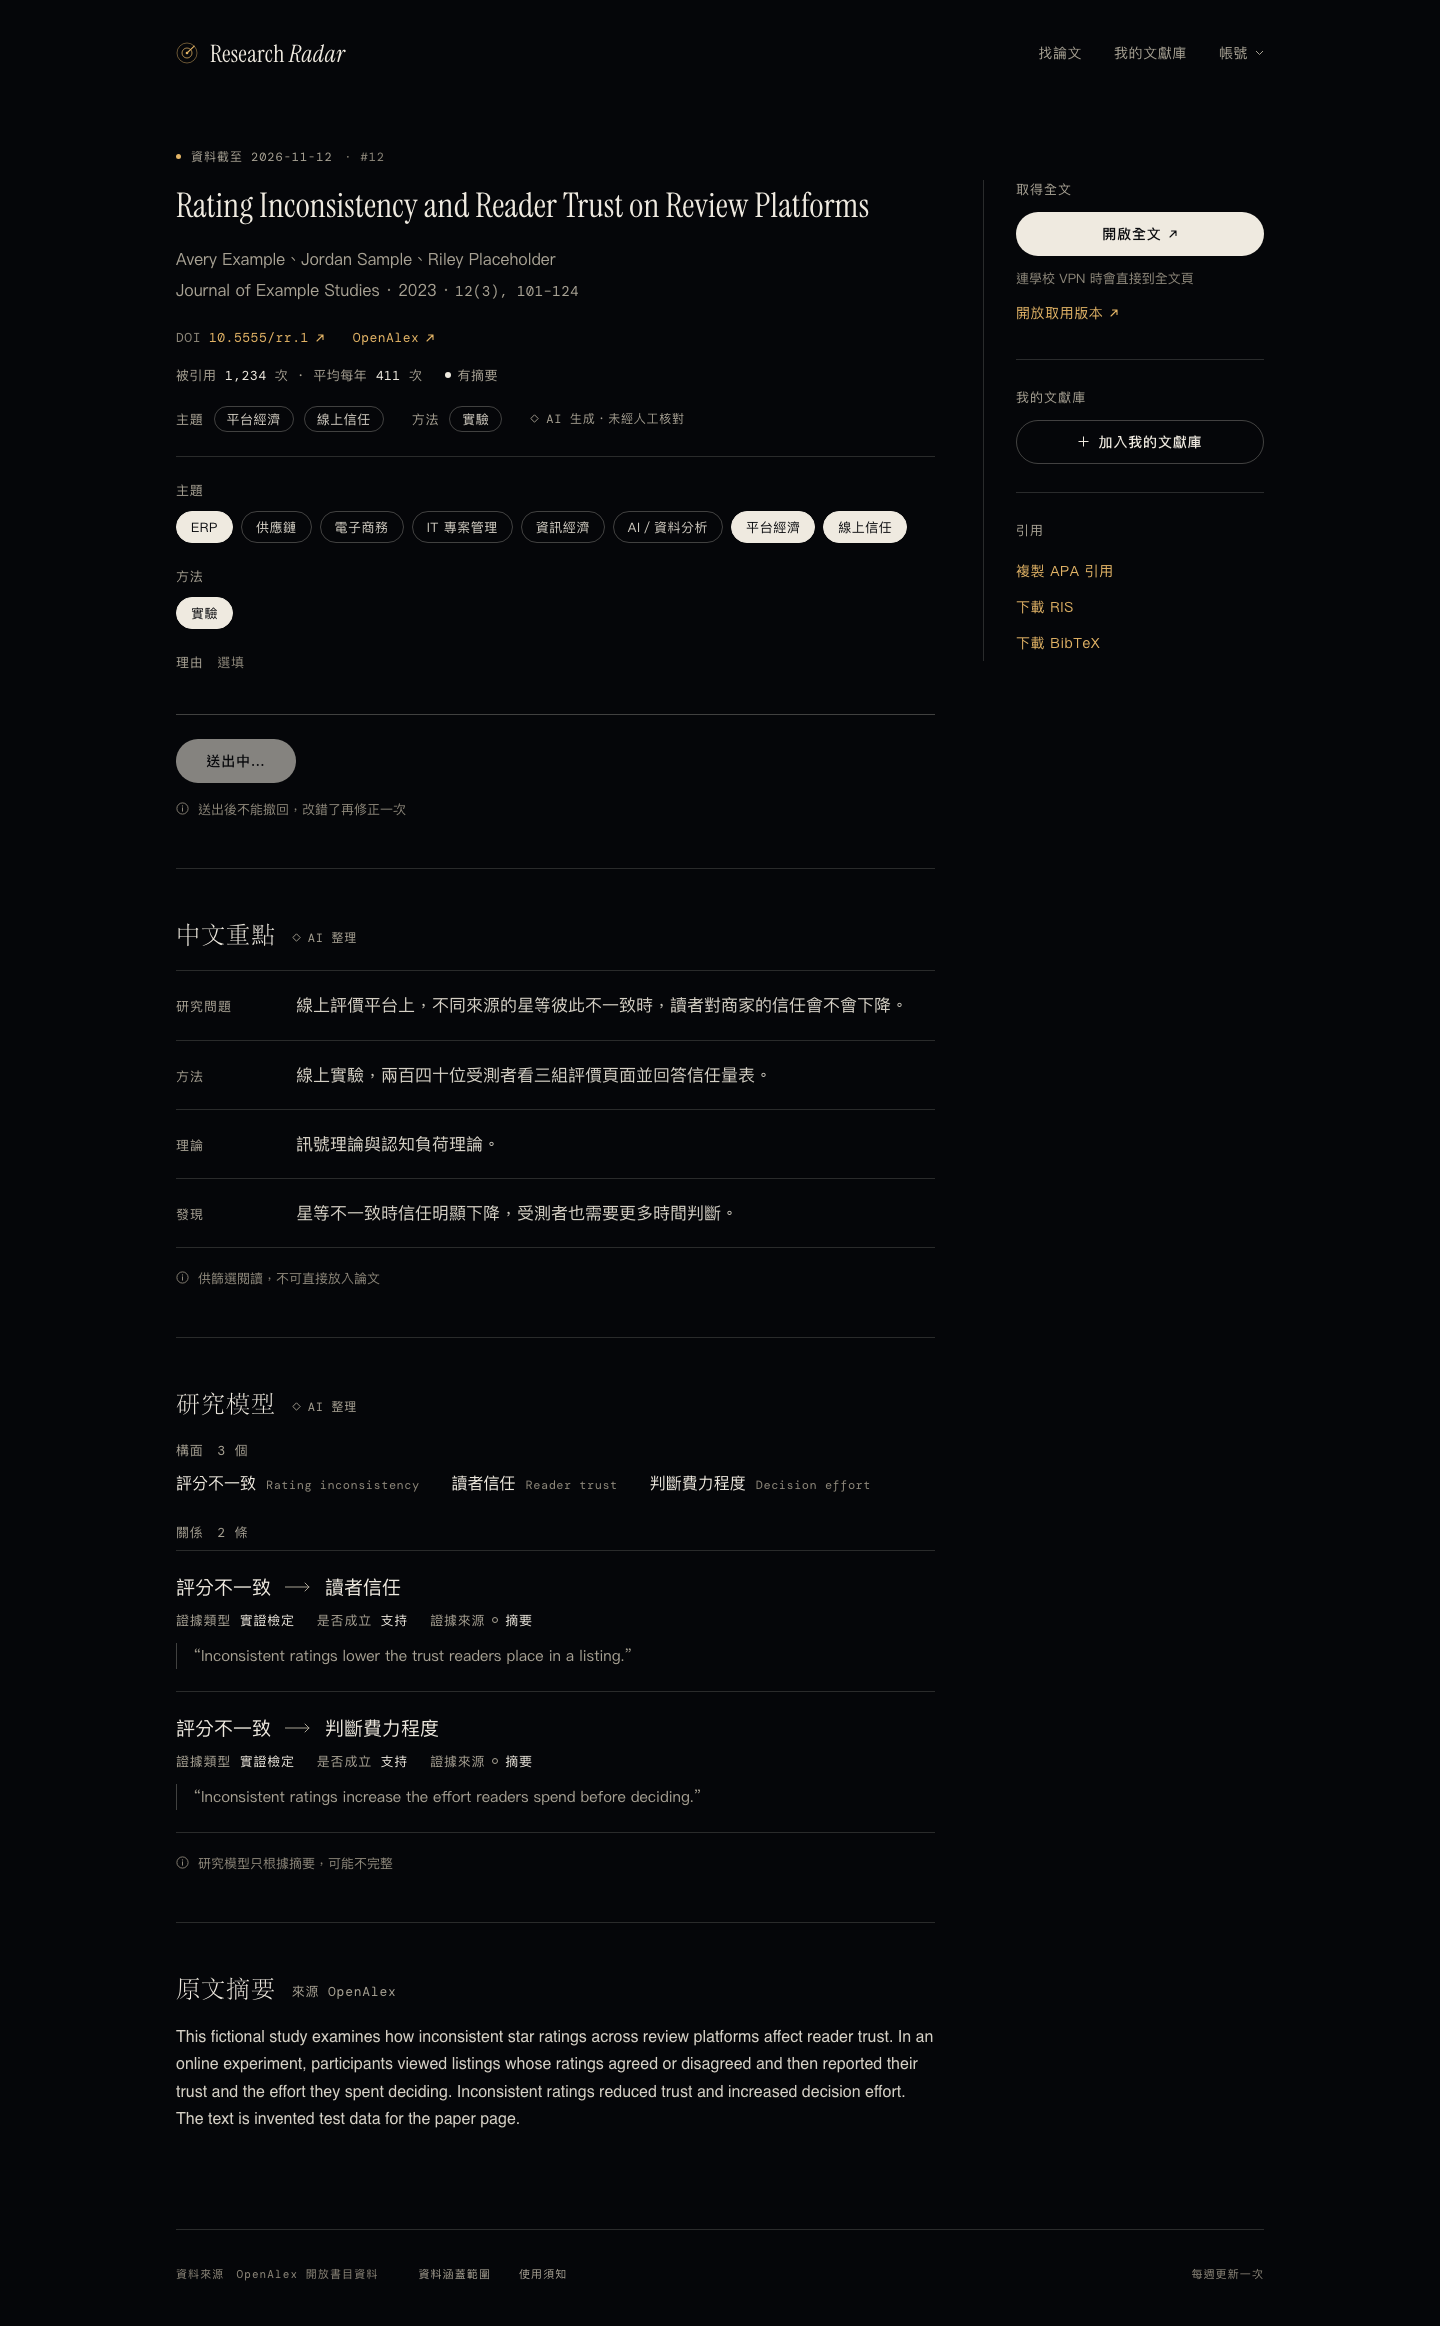 Research Radar
找論文 我的文獻庫 帳號
資料截至 2026-11-12 · #12
Rating Inconsistency and Reader Trust on Review Platforms
Avery Example、Jordan Sample、Riley Placeholder
Journal of Example Studies · 2023 · 12(3), 101-124
DOI 10.5555/rr.1 ↗ OpenAlex ↗
被引用 1,234 次 · 平均每年 411 次 ● 有摘要
主題 平台經濟 線上信任 方法 實驗 ◇ AI 生成・未經人工核對
主題
ERP 供應鏈 電子商務 IT 專案管理 資訊經濟 AI / 資料分析 平台經濟 線上信任
方法
實驗
理由 選填
送出中…
送出後不能撤回，改錯了再修正一次
取得全文
開啟全文 ↗
連學校 VPN 時會直接到全文頁
開放取用版本 ↗
我的文獻庫
＋ 加入我的文獻庫
引用
複製 APA 引用
下載 RIS
下載 BibTeX
中文重點 ◇ AI 整理
研究問題 線上評價平台上，不同來源的星等彼此不一致時，讀者對商家的信任會不會下降。
方法 線上實驗，兩百四十位受測者看三組評價頁面並回答信任量表。
理論 訊號理論與認知負荷理論。
發現 星等不一致時信任明顯下降，受測者也需要更多時間判斷。
供篩選閱讀，不可直接放入論文
研究模型 ◇ AI 整理
構面 3 個
評分不一致 Rating inconsistency 讀者信任 Reader trust 判斷費力程度 Decision effort
關係 2 條
評分不一致 → 讀者信任
證據類型 實證檢定 是否成立 支持 證據來源 ○ 摘要
“Inconsistent ratings lower the trust readers place in a listing.”
評分不一致 → 判斷費力程度
證據類型 實證檢定 是否成立 支持 證據來源 ○ 摘要
“Inconsistent ratings increase the effort readers spend before deciding.”
研究模型只根據摘要，可能不完整
原文摘要 來源 OpenAlex
This fictional study examines how inconsistent star ratings across review platforms affect reader trust. In an
online experiment, participants viewed listings whose ratings agreed or disagreed and then reported their
trust and the effort they spent deciding. Inconsistent ratings reduced trust and increased decision effort.
The text is invented test data for the paper page.
資料來源 OpenAlex 開放書目資料 資料涵蓋範圍 使用須知 每週更新一次